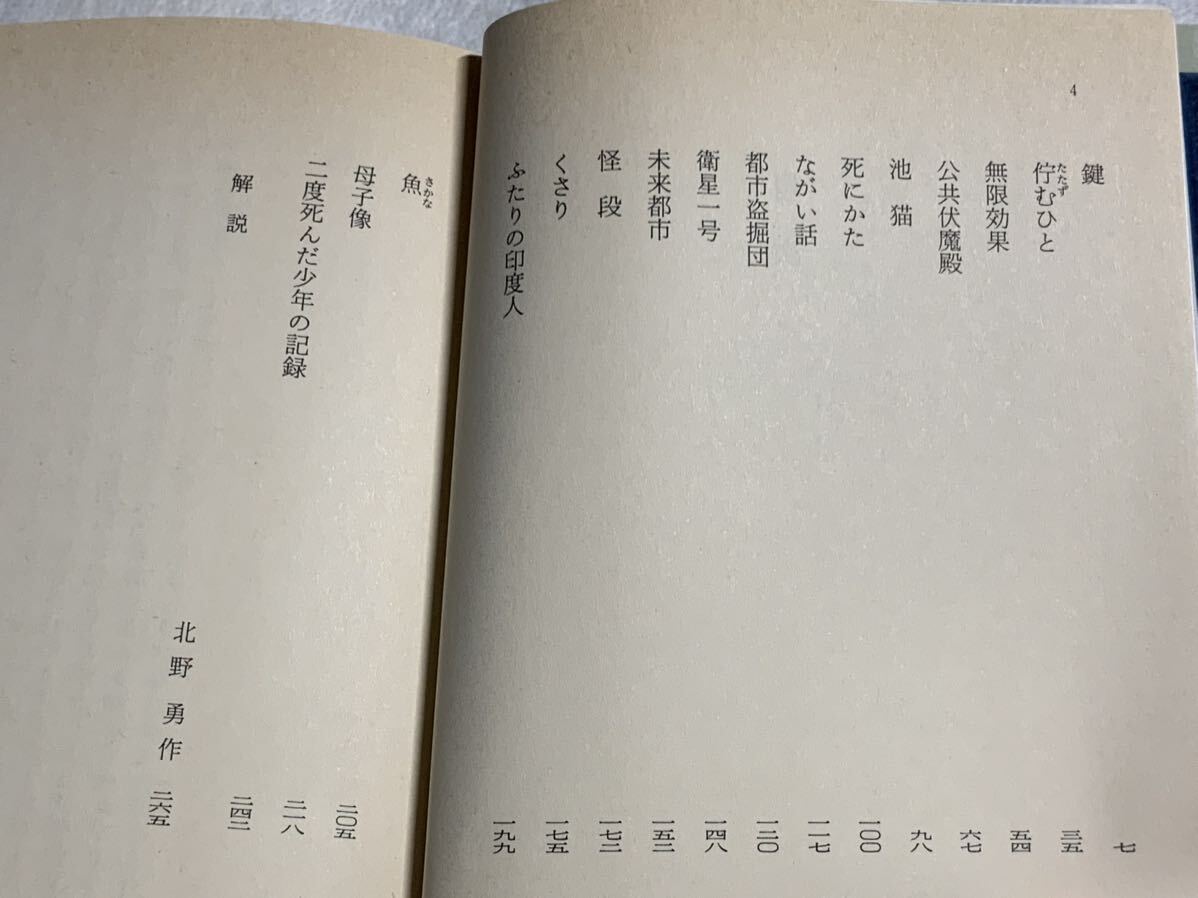 4
鍵 七
佇むひと 三五
たたず
無限効果 五四
公共伏魔殿 六七
池猫 九八
死にかた 一〇〇
ながい話 一一七
都市盗掘団 一二〇
衛星一号 一四八
未来都市 一五二
怪段 一七二
くさり 一七五
ふたりの印度人 一九九
魚 二〇五
さかな
母子像 二一八
二度死んだ少年の記録 二四二
解説 北野勇作 二六五